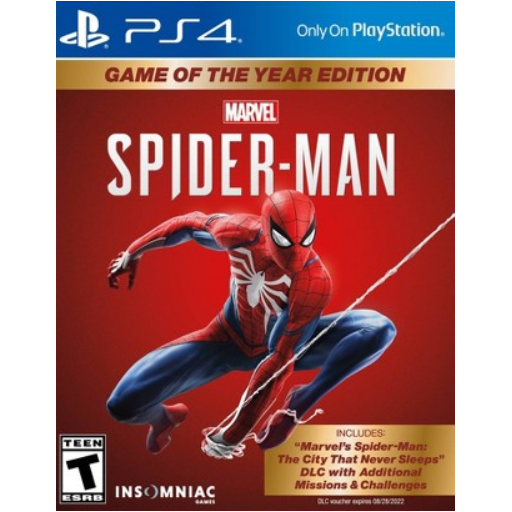 PS4
Only On PlayStation.
GAME OF THE YEAR EDITION
MARVEL
SPIDER-MAN
INCLUDES:
"Marvel's Spider-Man:
The City That Never Sleeps"
DLC with Additional
Missions & Challenges
DLC voucher expires 08/29/2022
TEEN
T
ESRB
INSOMNIAC
GAMES